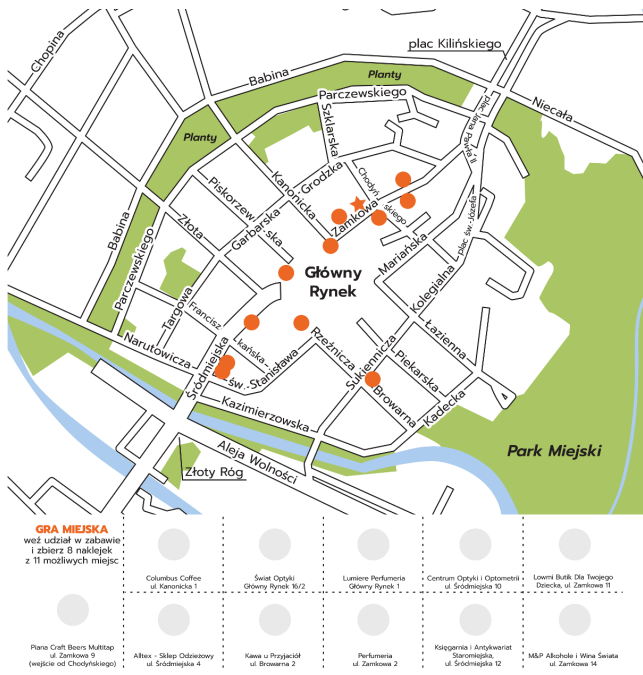 plac Kilińskiego
Chopina
Babina
Planty
Parczewskiego
Niecała
plac Jana Pawła II
Szklarska
Planty
Grodzka
Chodyń-
skiego
Kanonicka
Piskorzew-
ska
Zamkowa
plac św. Józefa
Babina
Złota
Garbarska
Mariańska
Parczewskiego
Główny
Rynek
Kolegialna
Targowa
Francisz
kańska
Łazienna
Narutowicza
Śródmiejska
Rzeźnicza
Sukiennicza
Piekarska
św. Stanisława
Browarna
Kadecka
Kazimierzowska
Aleja Wolności
Park Miejski
Złoty Róg
GRA MIEJSKA
weź udział w zabawie
i zbierz 8 naklejek
z 11 możliwych miejsc
Columbus Coffee
ul. Kanonicka 1
Świat Optyki
Główny Rynek 16/2
Lumiere Perfumeria
Główny Rynek 1
Centrum Optyki i Optometrii
ul. Śródmiejska 10
Lowmi Butik Dla Twojego
Dziecka, ul. Zamkowa 11
Piana Craft Beers Multitap
ul. Zamkowa 9
(wejście od Chodyńskiego)
Alltex - Sklep Odzieżowy
ul. Śródmiejska 4
Kawa u Przyjaciół
ul. Browarna 2
Perfumeria
ul. Zamkowa 2
Księgarnia i Antykwariat
Staromiejska,
ul. Śródmiejska 12
M&P Alkohole i Wina Świata
ul. Zamkowa 14